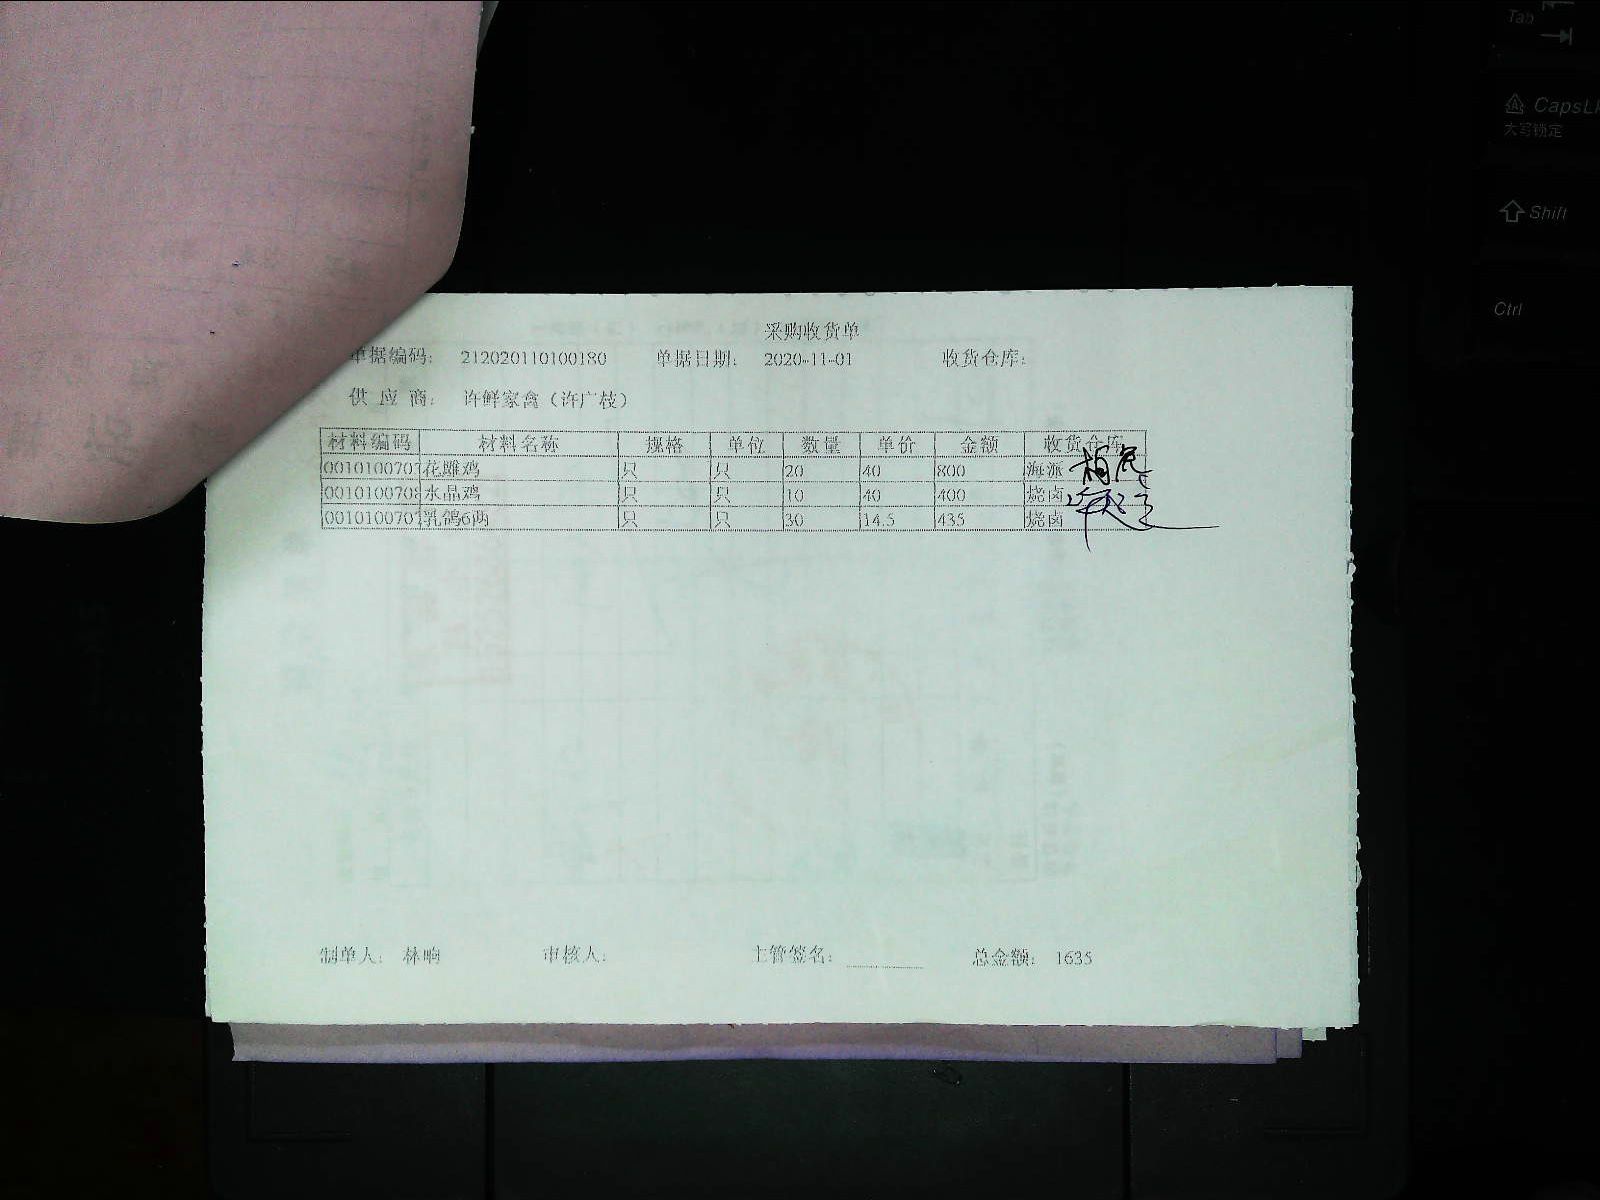 采购收货单
单据编码: 212020110100180 单据日期: 2020-11-01 收货仓库:
供 应 商: 许鲜家禽（许广枝）
材料编码 材料名称 规格 单位 数量 单价 金额 收货仓库
0010100707 花雕鸡 只 只 20 40 800 海派
0010100708 水晶鸡 只 只 10 40 400 烧卤
0010100707 乳鸽6两 只 只 30 14.5 435 烧卤
制单人: 林响 审核人: 主管签名: 总金额: 1635
Tab
CapsL
大写锁定
Shift
Ctrl